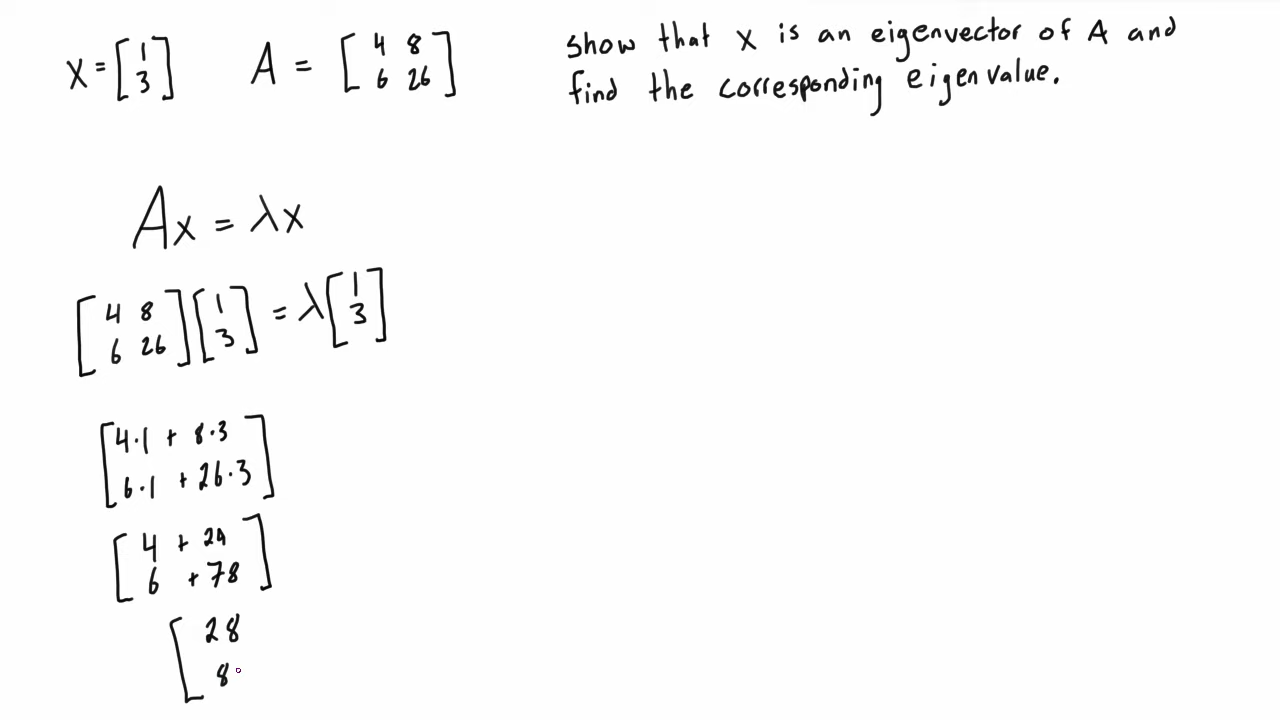 x = [1 3] A = [4 8 6 26] show that x is an eigenvector of A and
find the corresponding eigenvalue.
Ax = λx
[4 8 6 26][1 3] = λ[1 3]
[4·1 + 8·3
6·1 + 26·3]
[4 + 24
6 + 78]
[28
8